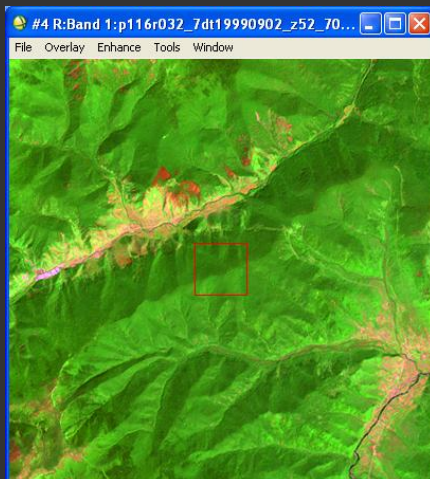 #4 R:Band 1:p116r032_7dt19990902_z52_70...
File Overlay Enhance Tools Window